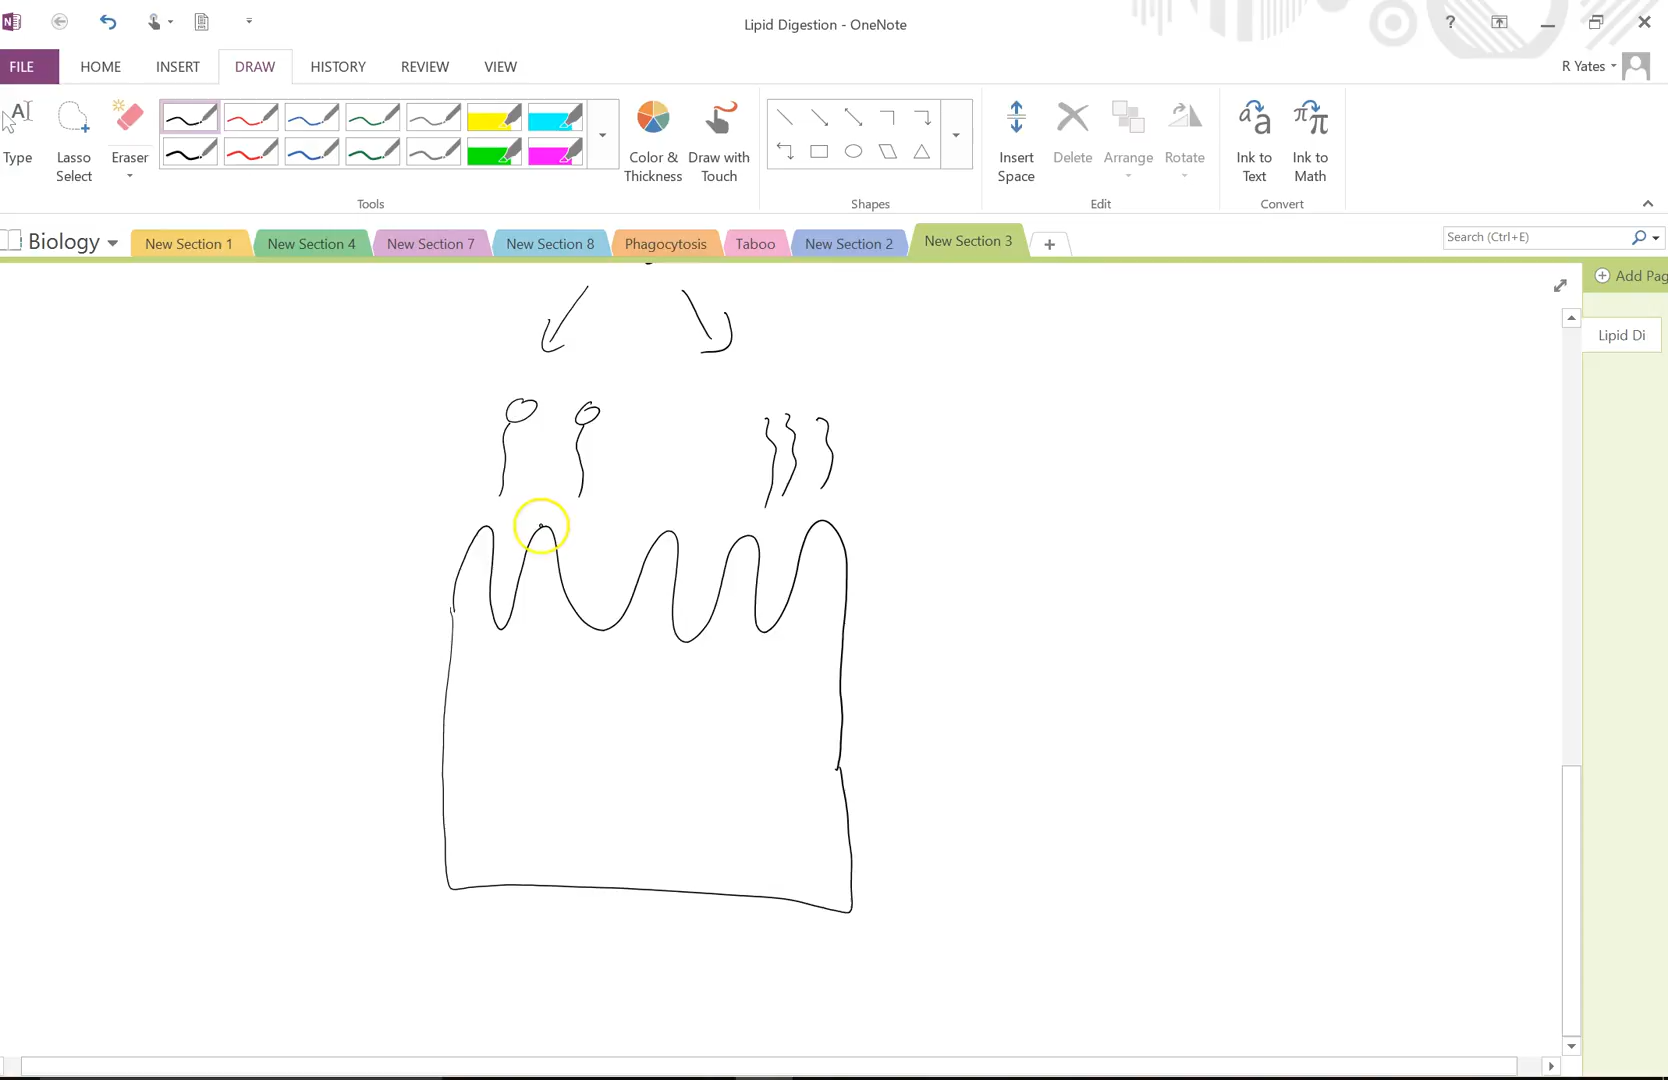 Lipid Digestion - OneNote
?
FILE HOME INSERT DRAW HISTORY REVIEW VIEW
R Yates
Type
Lasso Select
Eraser
Color & Thickness
Draw with Touch
Insert Space
Delete
Arrange
Rotate
Ink to Text
Ink to Math
Tools Shapes Edit Convert
Biology New Section 1 New Section 4 New Section 7 New Section 8 Phagocytosis Taboo New Section 2 New Section 3 +
Search (Ctrl+E)
Add Pag
Lipid Di